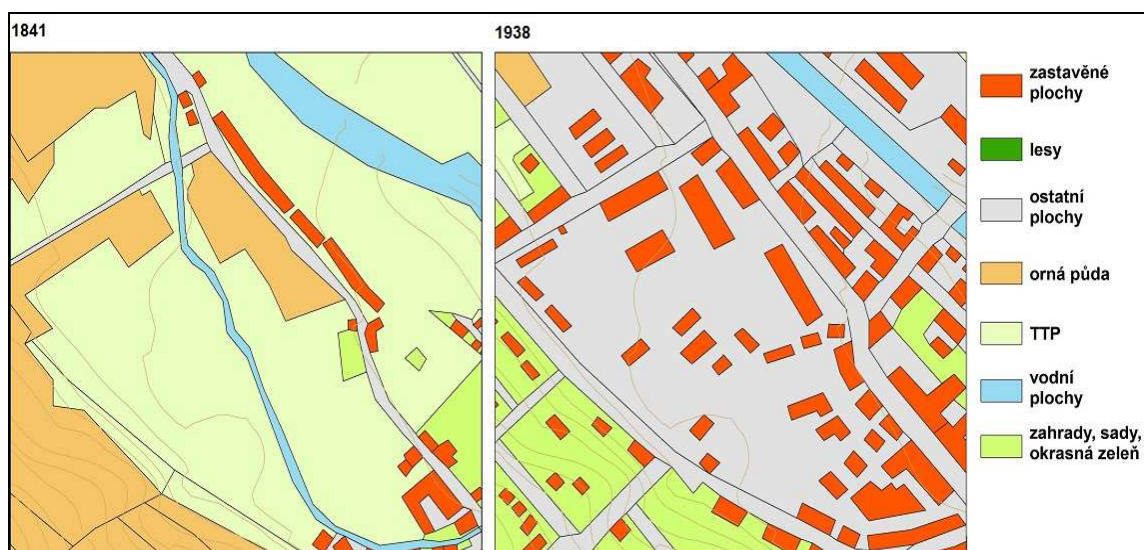 1841
1938
zastavěné
plochy
lesy
ostatní
plochy
orná půda
TTP
vodní
plochy
zahrady, sady,
okrasná zeleň